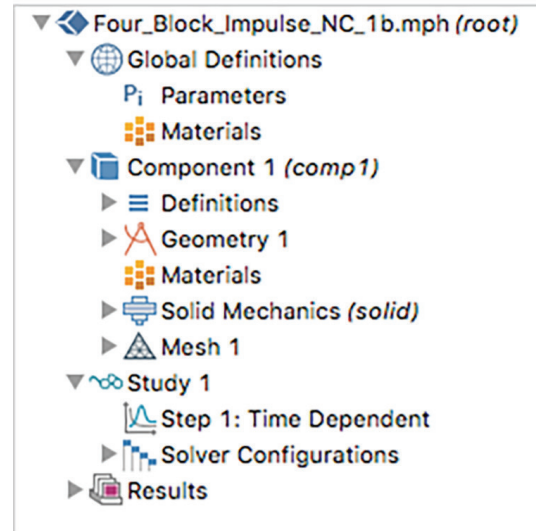 Four_Block_Impulse_NC_1b.mph (root)
Global Definitions
Pi Parameters
Materials
Component 1 (comp1)
Definitions
Geometry 1
Materials
Solid Mechanics (solid)
Mesh 1
Study 1
Step 1: Time Dependent
Solver Configurations
Results